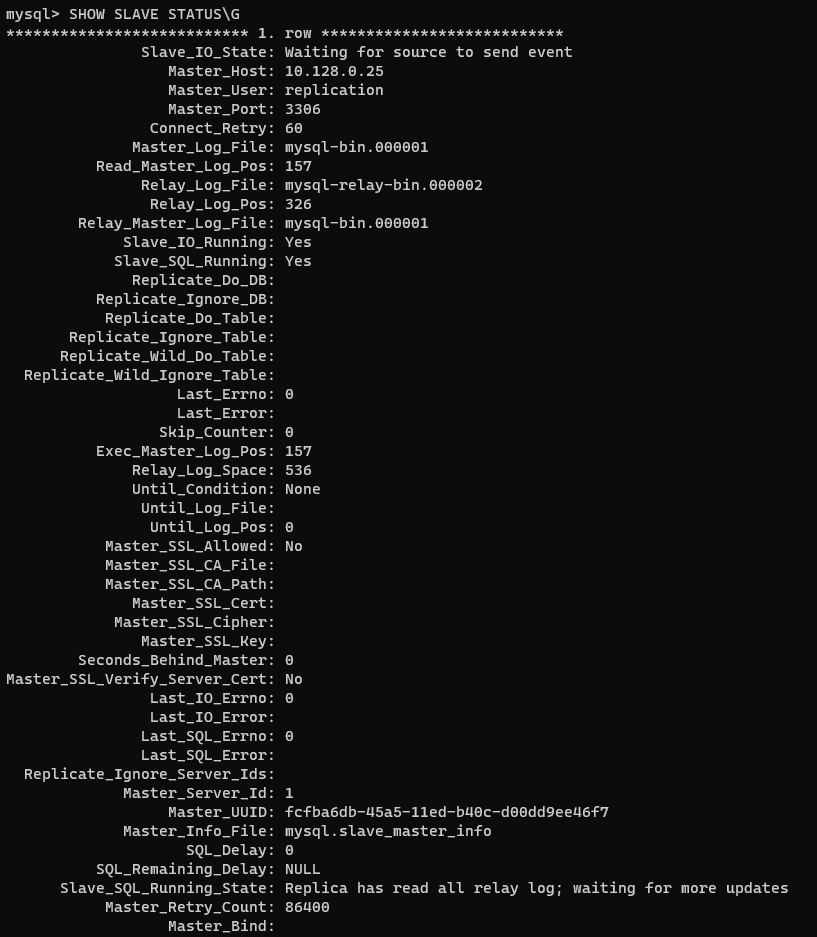 mysql> SHOW SLAVE STATUS\G
*************************** 1. row ***************************
Slave_IO_State: Waiting for source to send event
Master_Host: 10.128.0.25
Master_User: replication
Master_Port: 3306
Connect_Retry: 60
Master_Log_File: mysql-bin.000001
Read_Master_Log_Pos: 157
Relay_Log_File: mysql-relay-bin.000002
Relay_Log_Pos: 326
Relay_Master_Log_File: mysql-bin.000001
Slave_IO_Running: Yes
Slave_SQL_Running: Yes
Replicate_Do_DB:
Replicate_Ignore_DB:
Replicate_Do_Table:
Replicate_Ignore_Table:
Replicate_Wild_Do_Table:
Replicate_Wild_Ignore_Table:
Last_Errno: 0
Last_Error:
Skip_Counter: 0
Exec_Master_Log_Pos: 157
Relay_Log_Space: 536
Until_Condition: None
Until_Log_File:
Until_Log_Pos: 0
Master_SSL_Allowed: No
Master_SSL_CA_File:
Master_SSL_CA_Path:
Master_SSL_Cert:
Master_SSL_Cipher:
Master_SSL_Key:
Seconds_Behind_Master: 0
Master_SSL_Verify_Server_Cert: No
Last_IO_Errno: 0
Last_IO_Error:
Last_SQL_Errno: 0
Last_SQL_Error:
Replicate_Ignore_Server_Ids:
Master_Server_Id: 1
Master_UUID: fcfba6db-45a5-11ed-b40c-d00dd9ee46f7
Master_Info_File: mysql.slave_master_info
SQL_Delay: 0
SQL_Remaining_Delay: NULL
Slave_SQL_Running_State: Replica has read all relay log; waiting for more updates
Master_Retry_Count: 86400
Master_Bind: